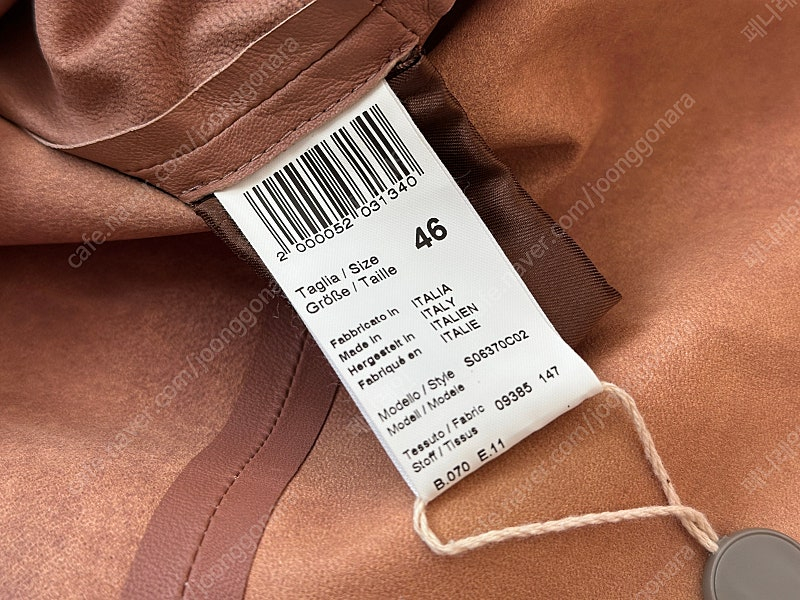 2 000052 031340
46
Taglia / Size
Größe / Taille
Fabbricato in ITALIA
Made in ITALY
Hergestellt in ITALIEN
Fabriqué en ITALIE
Modello / Style S06370C02
Modell / Modèle
Tessuto / Fabric 09385 147
Stoff / Tissus
B.070 E.11